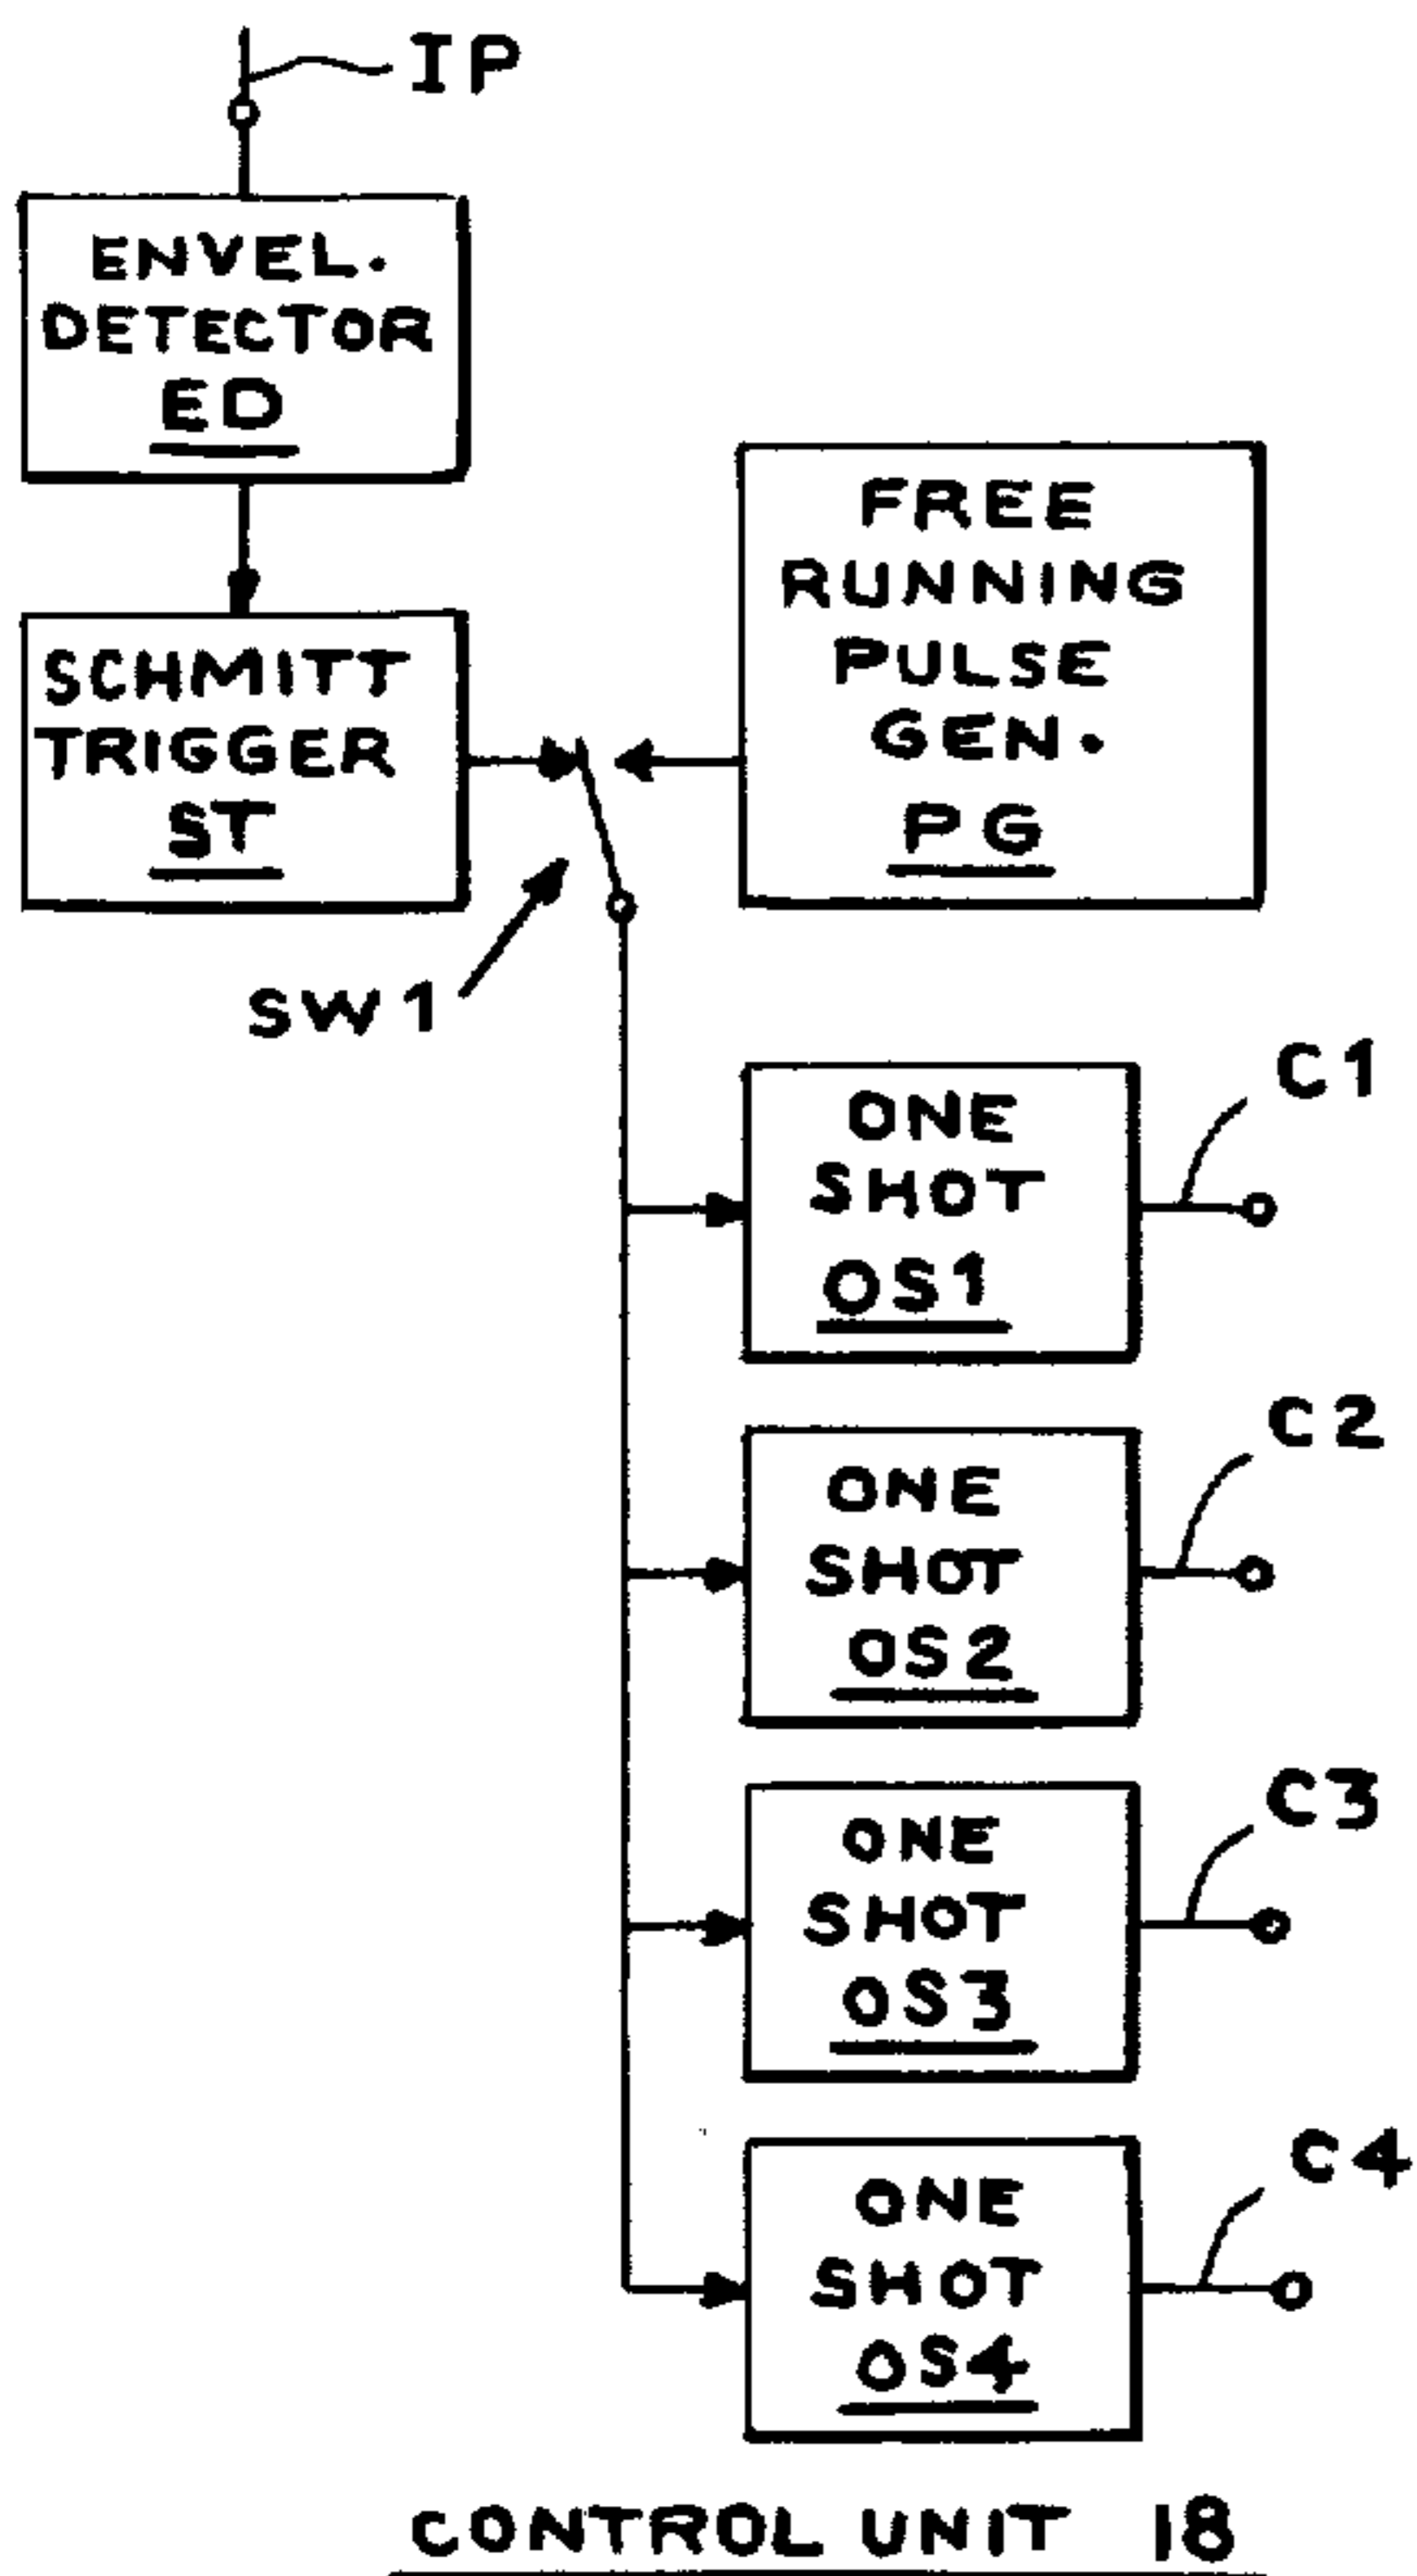 IP
ENVEL.
DETECTOR
ED
FREE
RUNNING
PULSE
GEN.
PG
SCHMITT
TRIGGER
ST
SW1
ONE
SHOT
OS1
C1
ONE
SHOT
OS2
C2
ONE
SHOT
OS3
C3
ONE
SHOT
OS4
C4
CONTROL UNIT 18